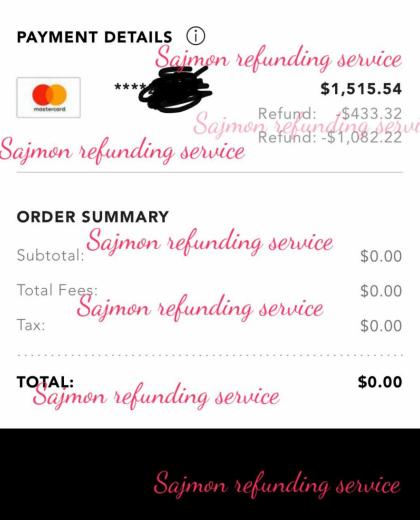 PAYMENT DETAILS
Sajmon refunding service
mastercard
**** $1,515.54
Refund: -$433.32
Sajmon refunding servi
Refund: -$1,082.22
Sajmon refunding service
ORDER SUMMARY
Sajmon refunding service
Subtotal: $0.00
Total Fees: $0.00
Sajmon refunding service
Tax: $0.00
TOTAL: $0.00
Sajmon refunding service
Sajmon refunding service